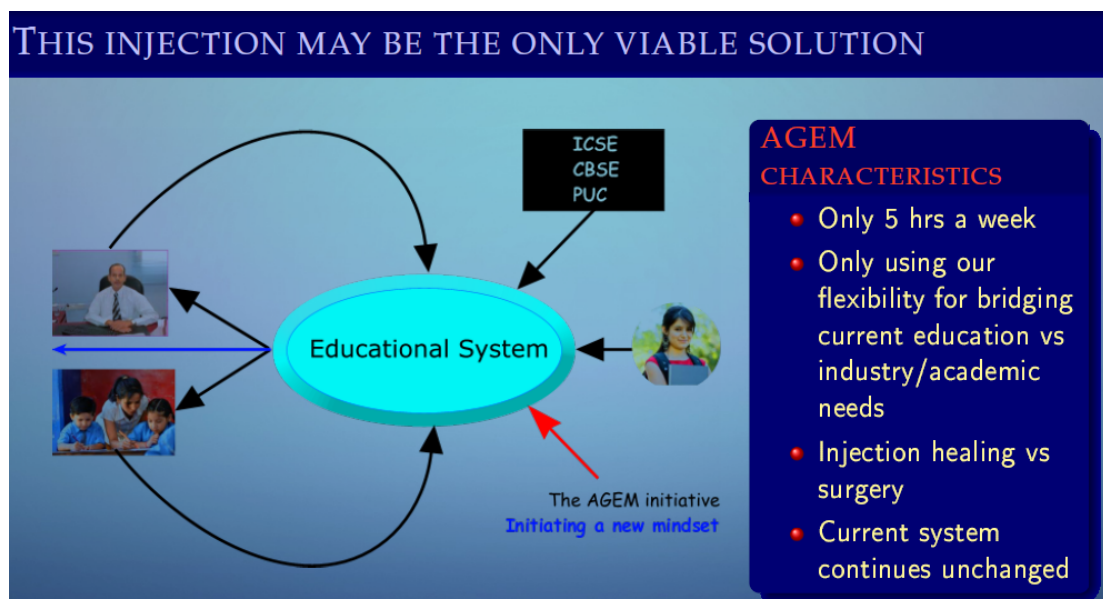 THIS INJECTION MAY BE THE ONLY VIABLE SOLUTION
ICSE
CBSE
PUC
Educational System
The AGEM initiative
Initiating a new mindset
AGEM
CHARACTERISTICS
Only 5 hrs a week
Only using our
flexibility for bridging
current education vs
industry/academic
needs
Injection healing vs
surgery
Current system
continues unchanged